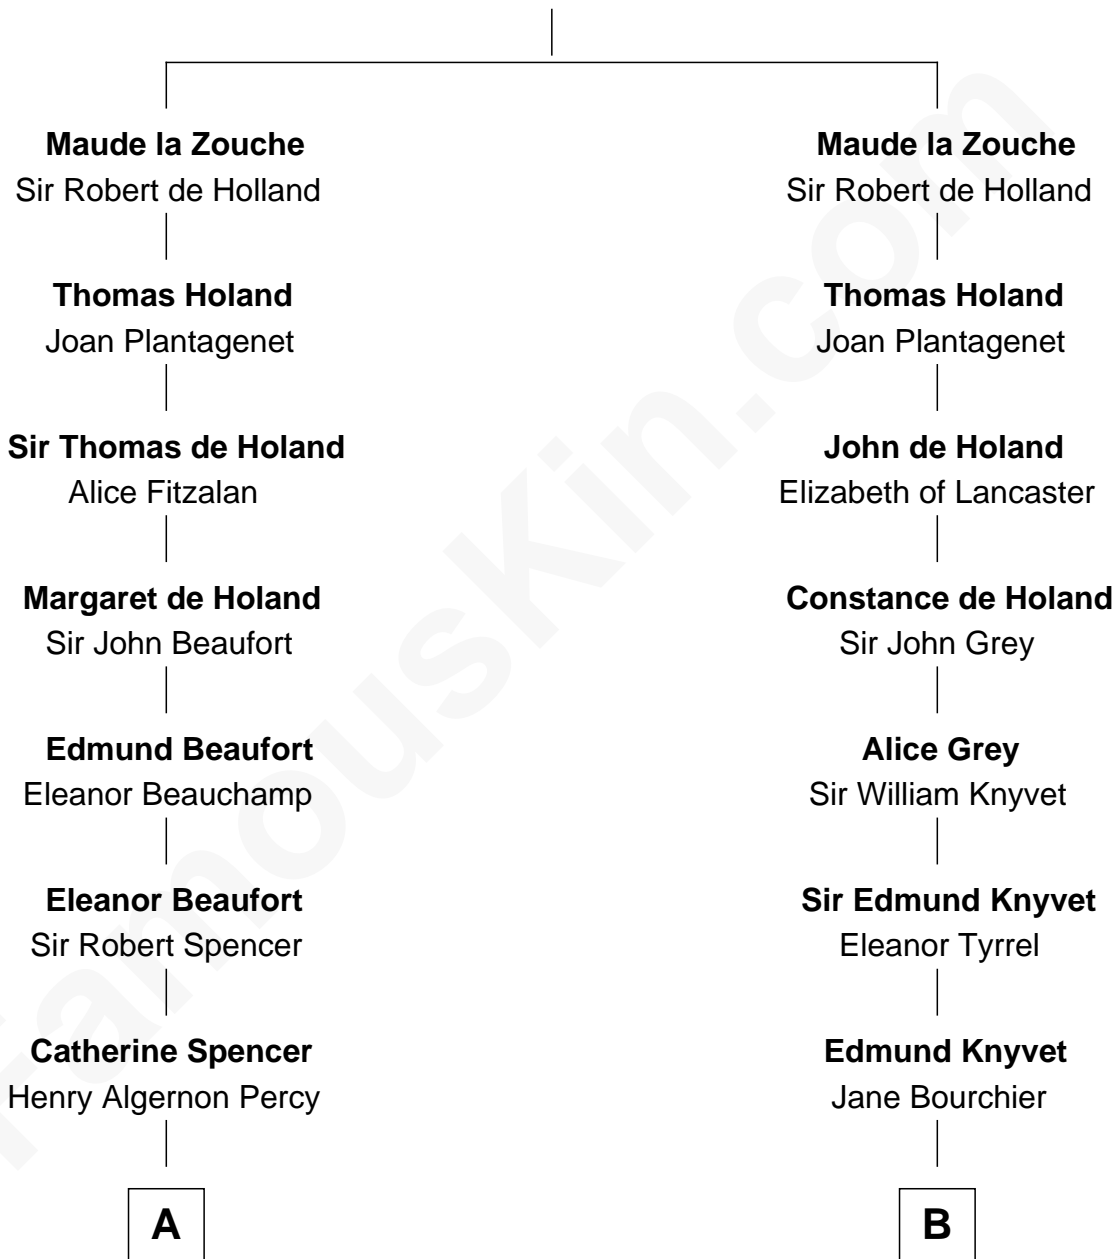 Maude la Zouche
Sir Robert de Holland
Thomas Holand
Joan Plantagenet
Sir Thomas de Holand
Alice Fitzalan
Margaret de Holand
Sir John Beaufort
Edmund Beaufort
Eleanor Beauchamp
Eleanor Beaufort
Sir Robert Spencer
Catherine Spencer
Henry Algernon Percy
A
Maude la Zouche
Sir Robert de Holland
Thomas Holand
Joan Plantagenet
John de Holand
Elizabeth of Lancaster
Constance de Holand
Sir John Grey
Alice Grey
Sir William Knyvet
Sir Edmund Knyvet
Eleanor Tyrrel
Edmund Knyvet
Jane Bourchier
B
FamousKin.com